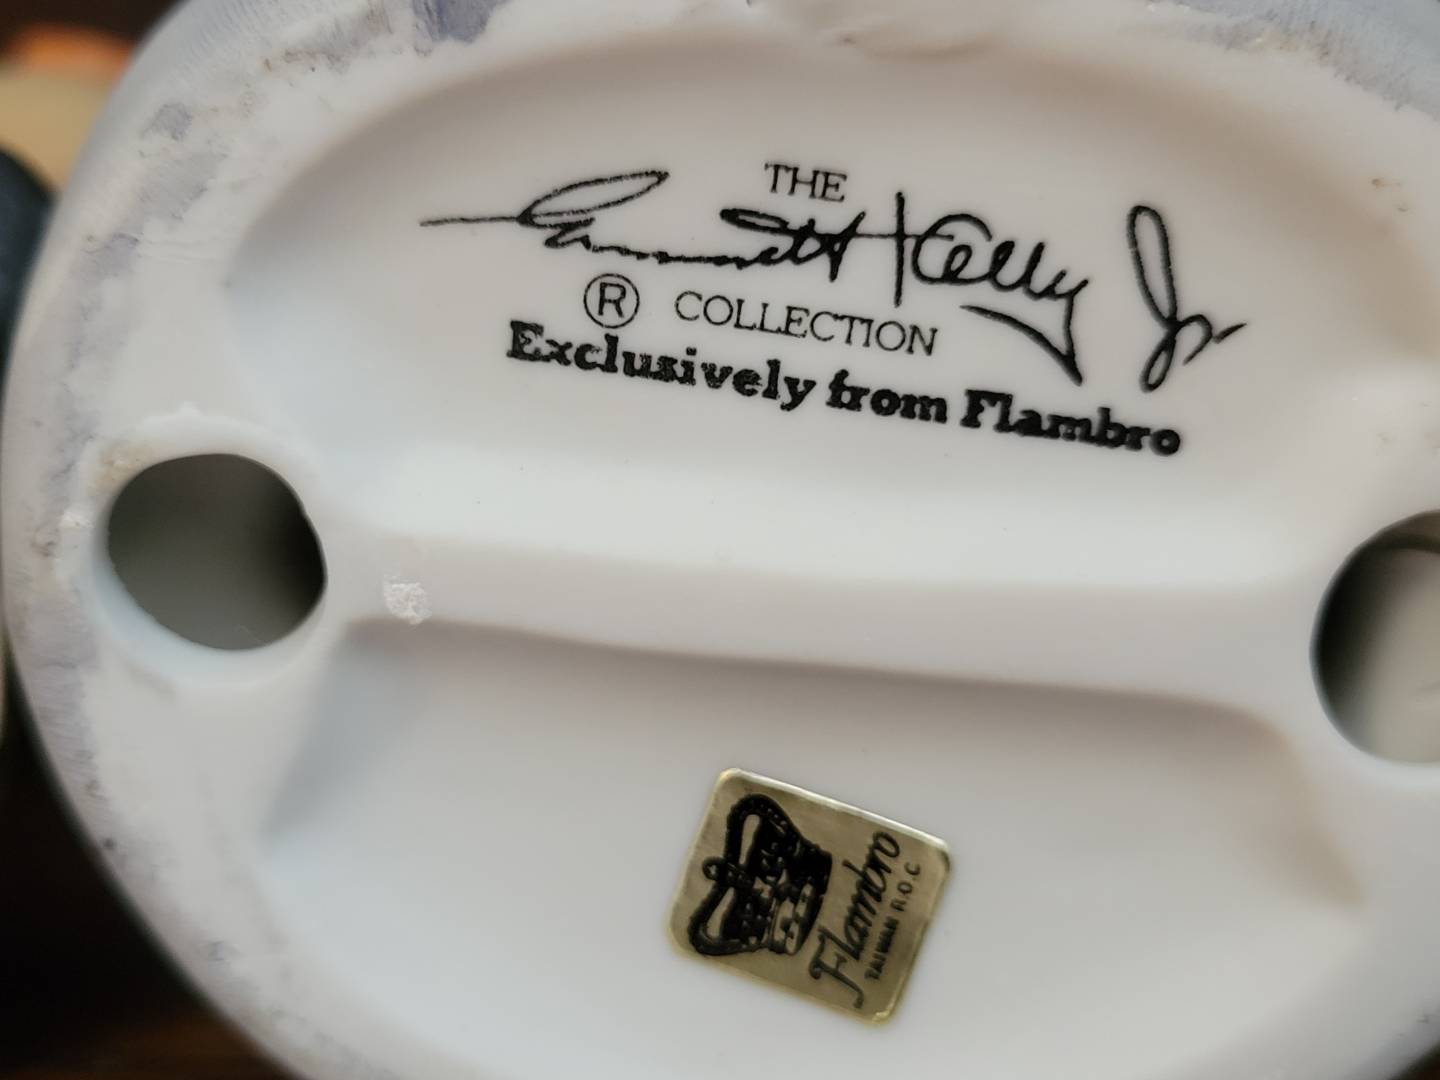 THE
Emmett Kelly Jr
® COLLECTION
Exclusively from Flambro
Flambro
TAIWAN R.O.C